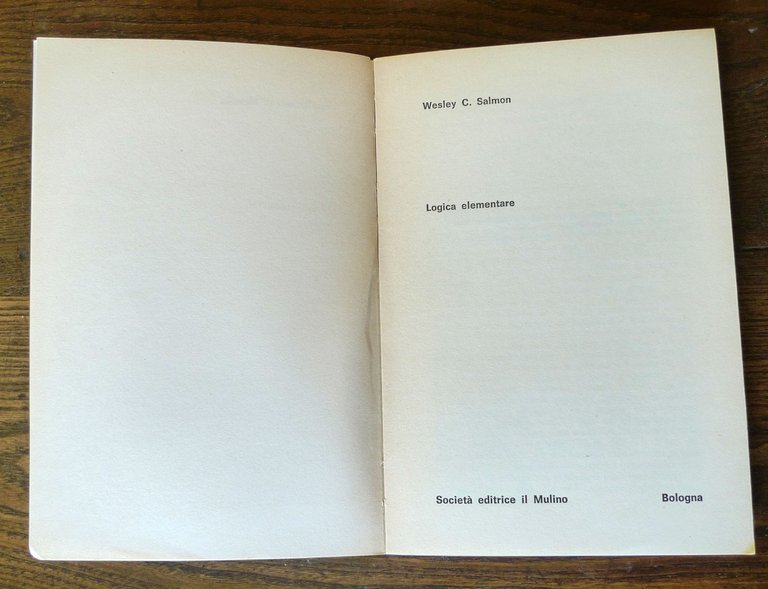 Wesley C. Salmon
Logica elementare
Società editrice il Mulino Bologna